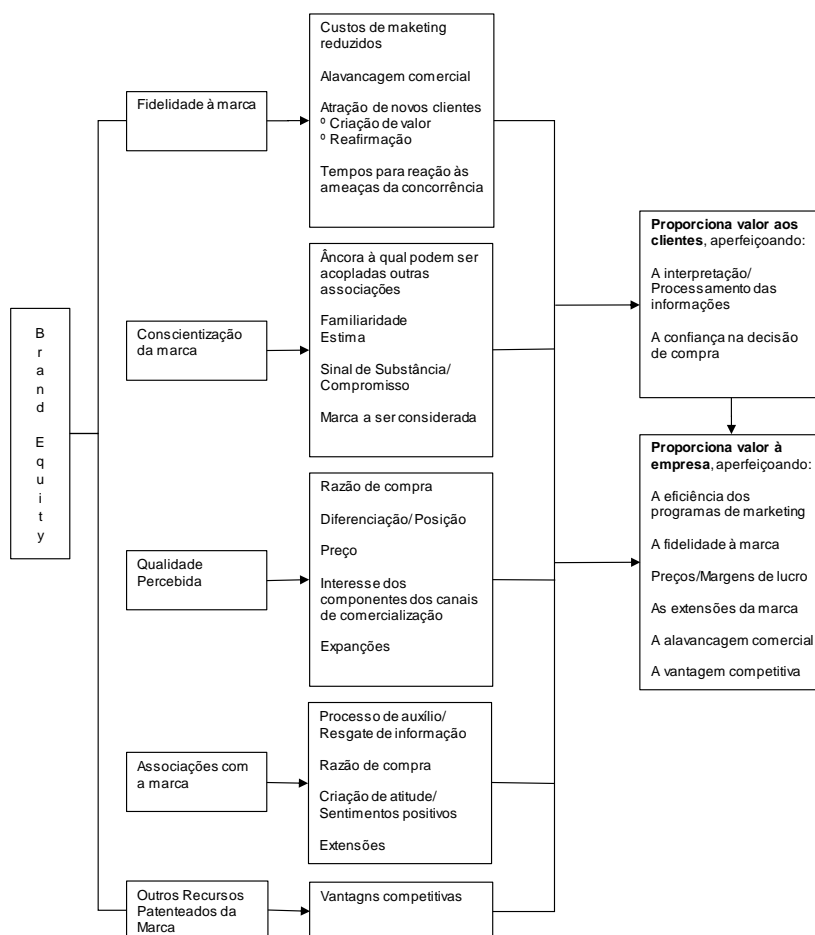 Brand Equity
Fidelidade à marca
Custos de maketing
reduzidos
Alavancagem comercial
Atração de novos clientes
º Criação de valor
º Reafirmação
Tempos para reação às
ameaças da concorrência
Conscientização
da marca
Âncora à qual podem ser
acopladas outras
associações
Familiaridade
Estima
Sinal de Substância/
Compromisso
Marca a ser considerada
Qualidade
Percebida
Razão de compra
Diferenciação/ Posição
Preço
Interesse dos
componentes dos canais
de comercialização
Expanções
Associações com
a marca
Processo de auxílio/
Resgate de informação
Razão de compra
Criação de atitude/
Sentimentos positivos
Extensões
Outros Recursos
Patenteados da
Marca
Vantagns competitivas
Proporciona valor aos
clientes, aperfeiçoando:
A interpretação/
Processamento das
informações
A confiança na decisão
de compra
Proporciona valor à
empresa, aperfeiçoando:
A eficiência dos
programas de marketing
A fidelidade à marca
Preços/Margens de lucro
As extensões da marca
A alavancagem comercial
A vantagem competitiva